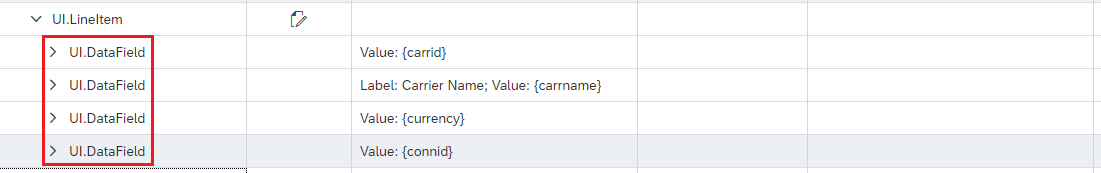 UI.LineItem
UI.DataField Value: {carrid}
UI.DataField Label: Carrier Name; Value: {carrname}
UI.DataField Value: {currency}
UI.DataField Value: {connid}